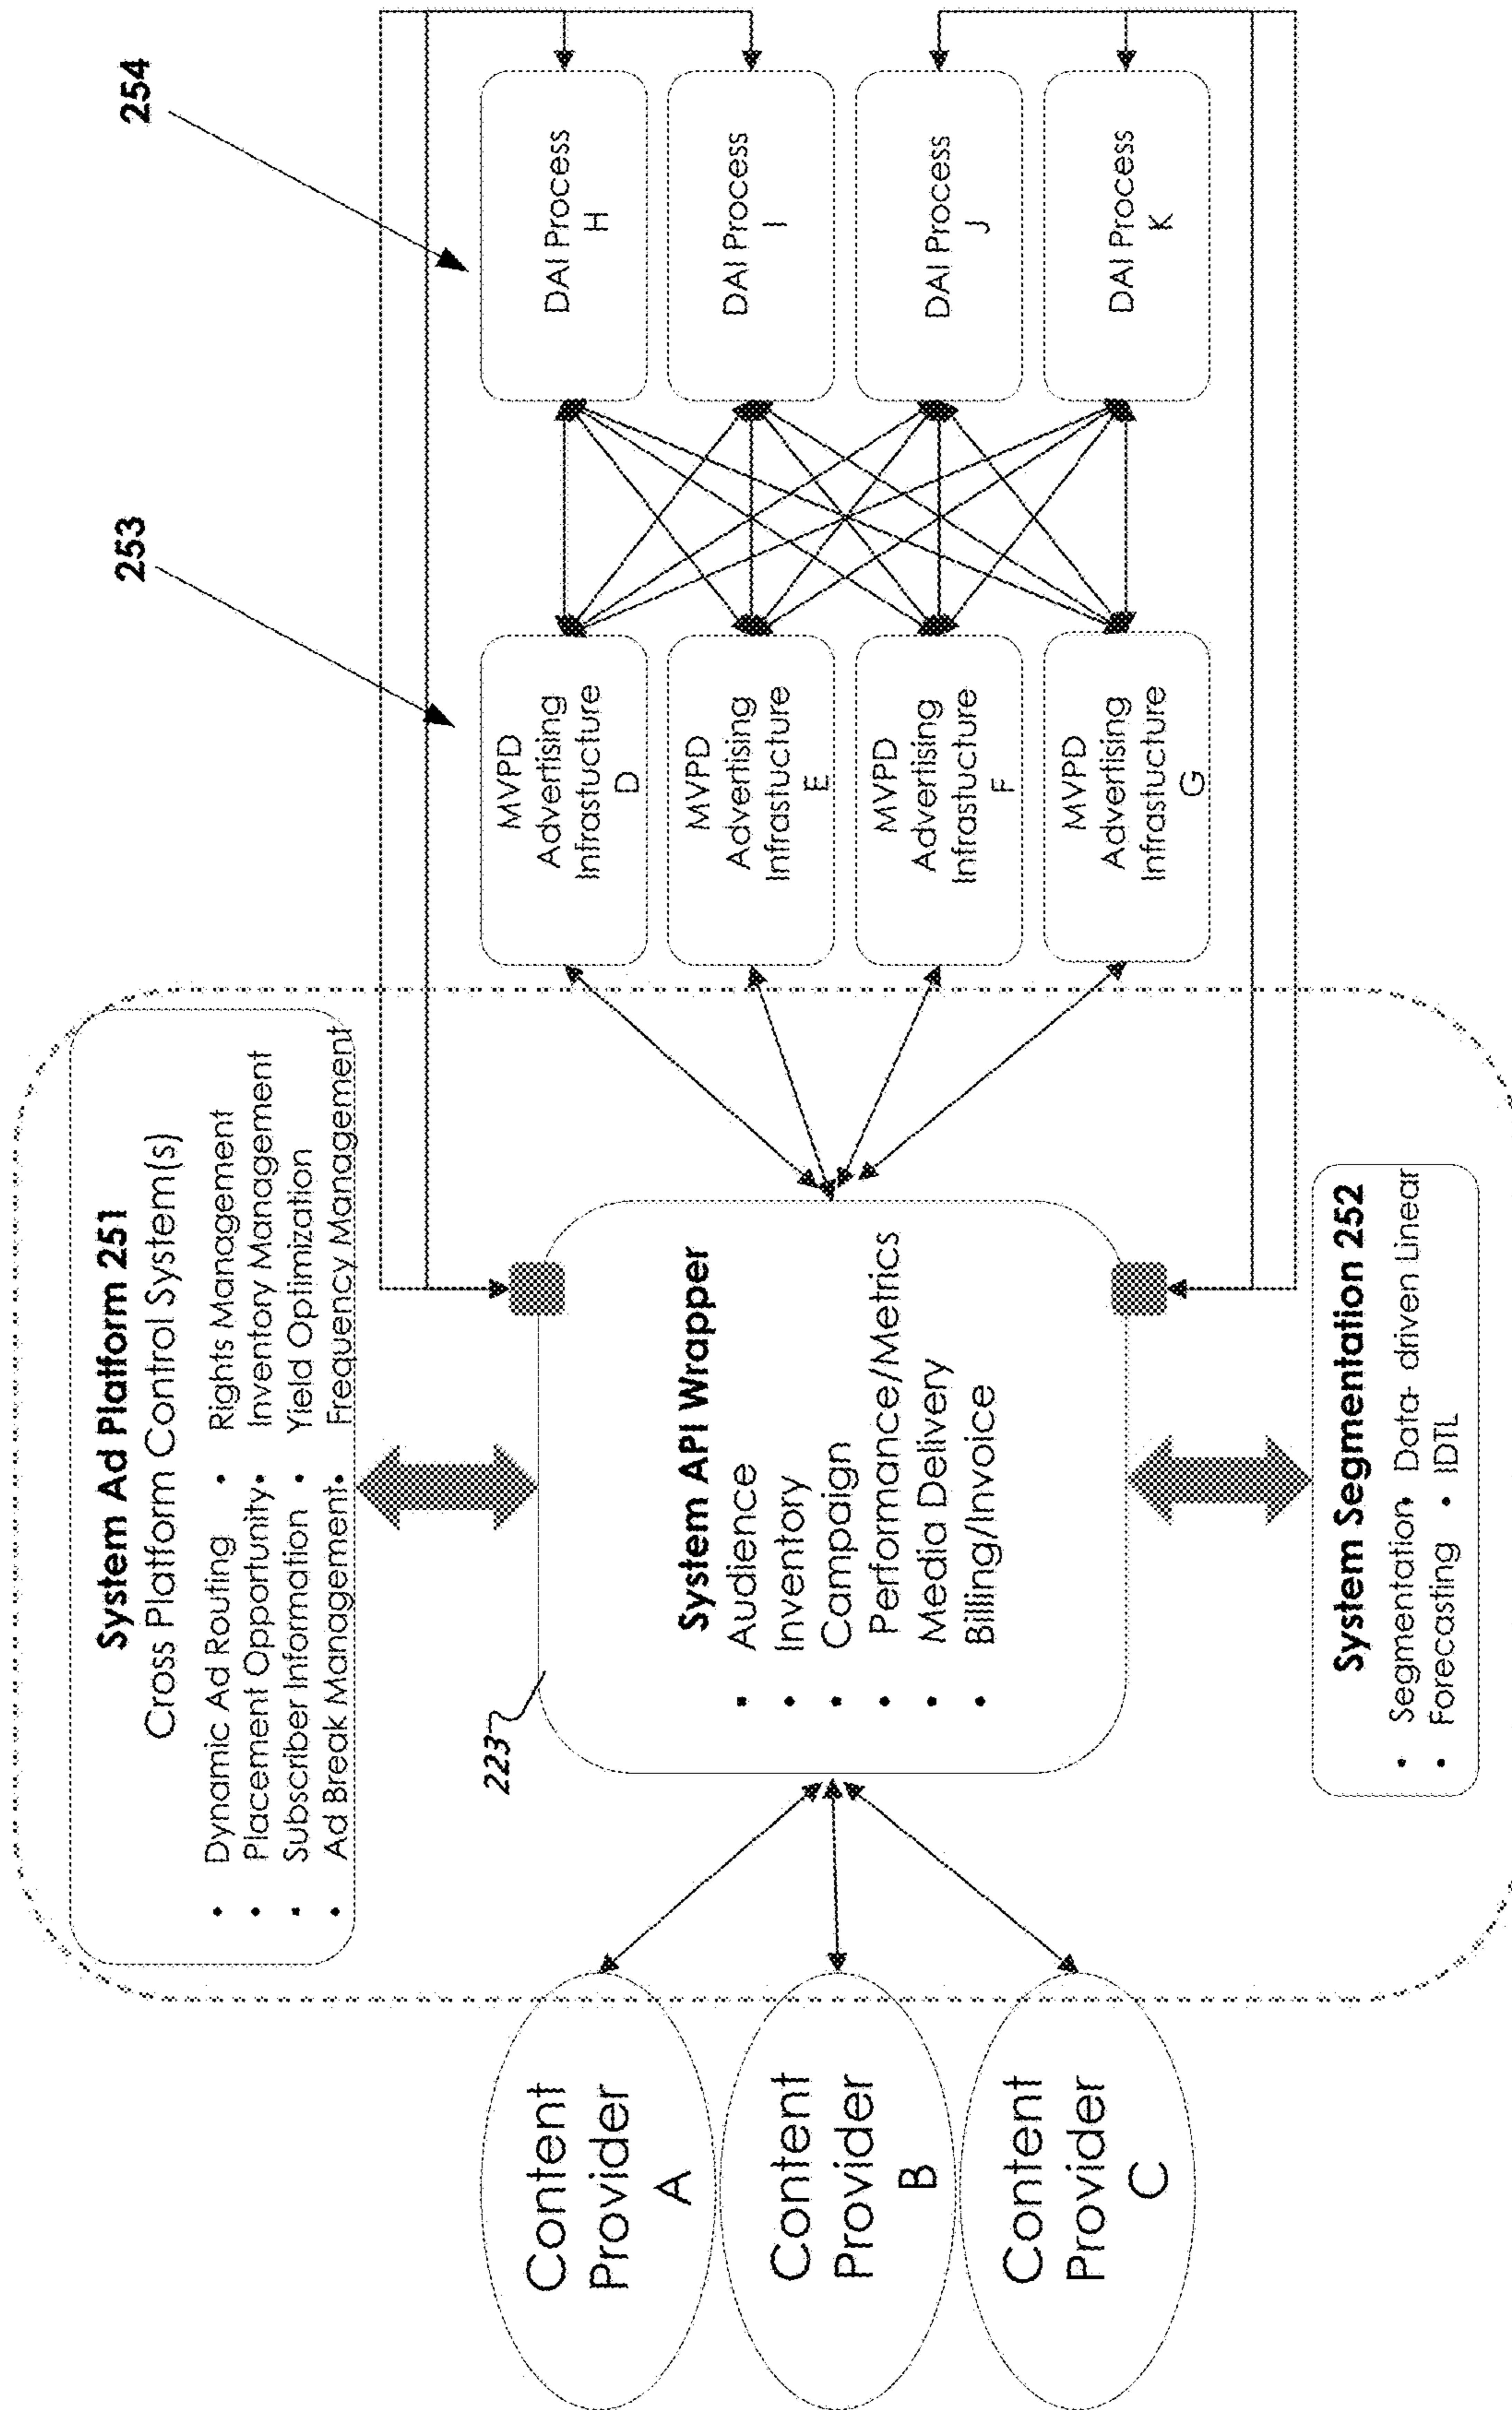 System Ad Platform 251
Cross Platform Control System(s)
• Dynamic Ad Routing
• Placement Opportunity
• Subscriber Information
• Ad Break Management
• Rights Management
• Inventory Management
• Yield Optimization
• Frequency Management
253
254
Content
Provider
A
Content
Provider
B
Content
Provider
C
223
System API Wrapper
• Audience
• Inventory
• Campaign
• Performance/Metrics
• Media Delivery
• Billing/Invoice
MVPD
Advertising
Infrastucture
D
MVPD
Advertising
Infrastucture
E
MVPD
Advertising
Infrastucture
F
MVPD
Advertising
Infrastucture
G
DAI Process
H
DAI Process
I
DAI Process
J
DAI Process
K
System Segmentation 252
• Segmentation
• Forecasting
• Data- driven Linear
• IDTL